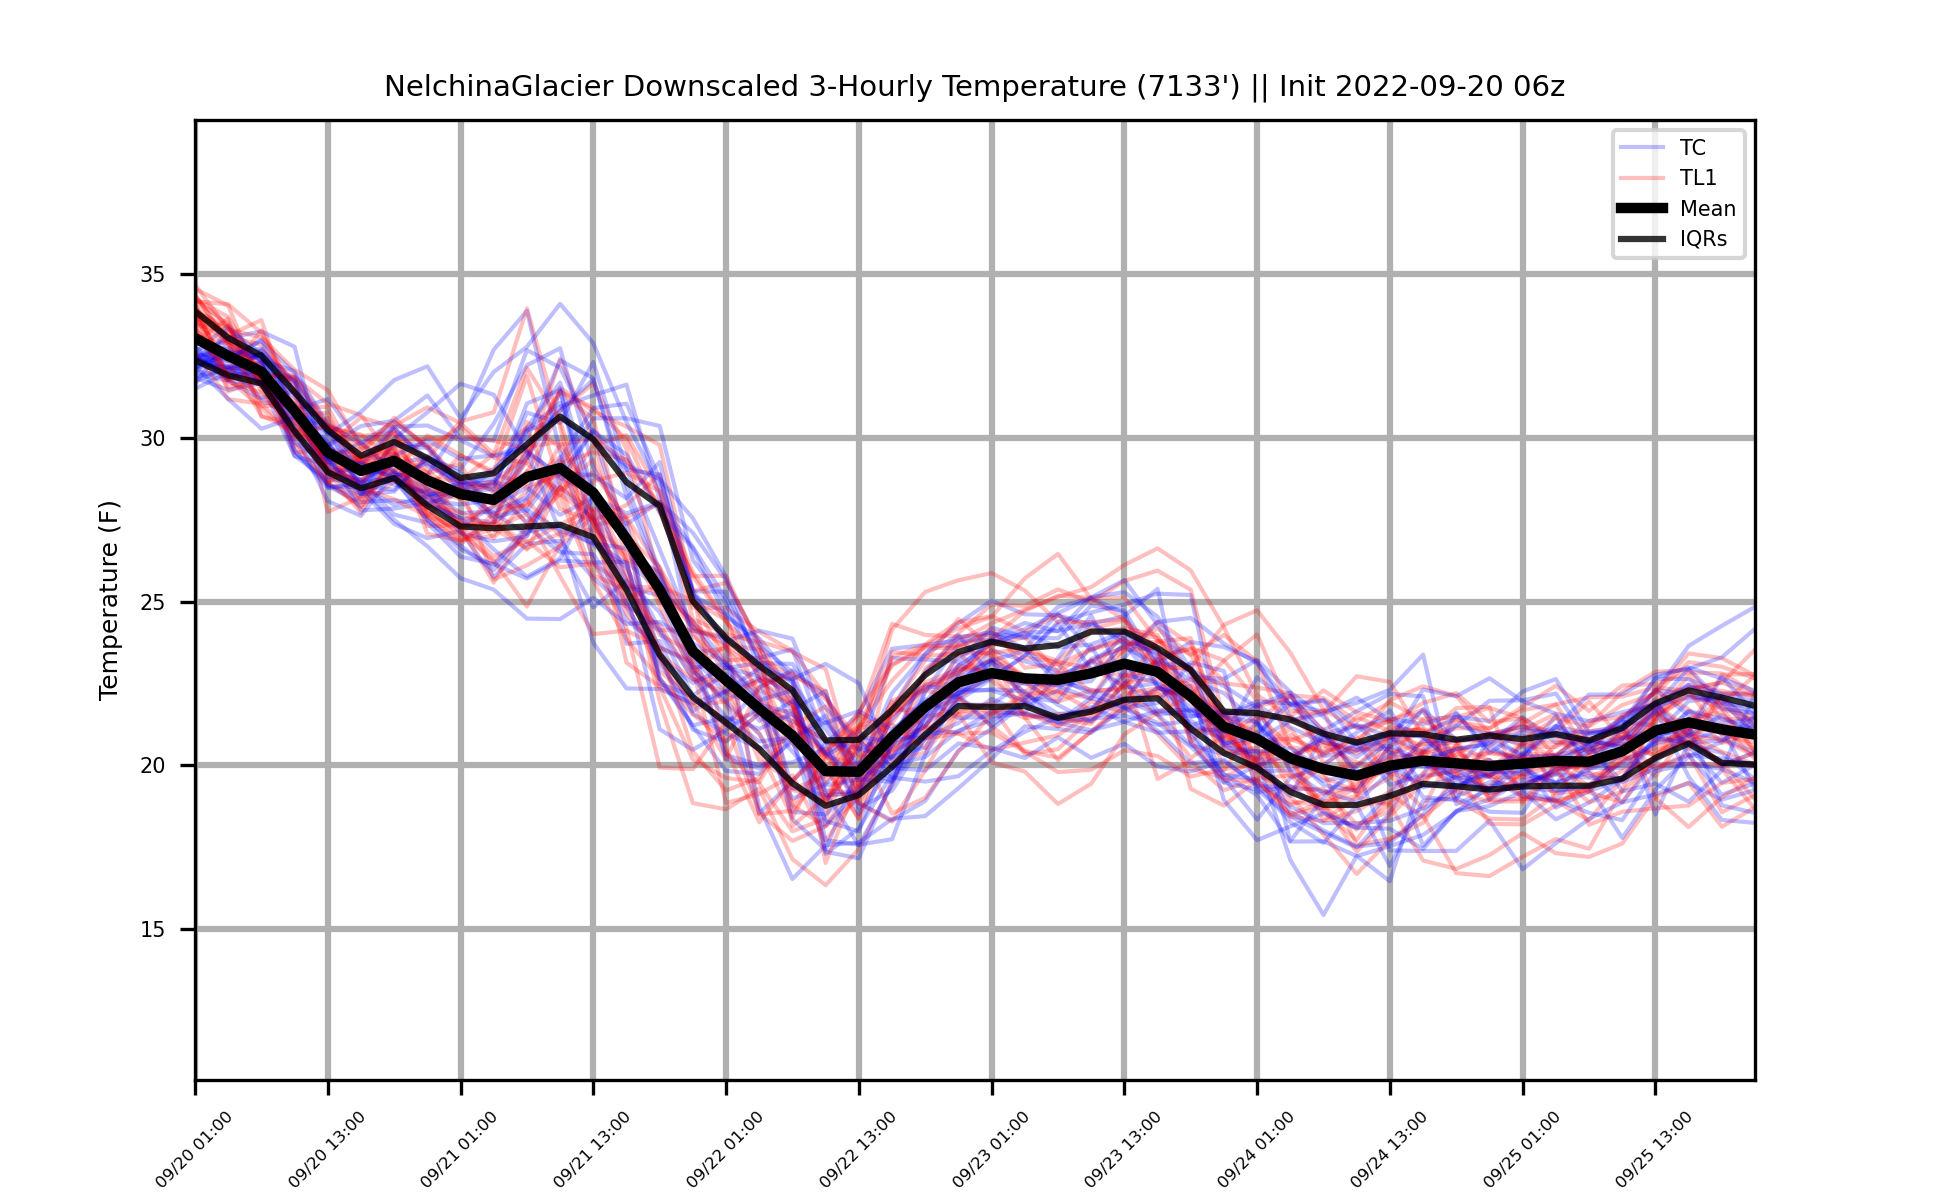 NelchinaGlacier Downscaled 3-Hourly Temperature (7133') || Init 2022-09-20 06z
TC
TL1
Mean
IQRs
Temperature (F)
35
30
25
20
15
09/20 01:00
09/20 13:00
09/21 01:00
09/21 13:00
09/22 01:00
09/22 13:00
09/23 01:00
09/23 13:00
09/24 01:00
09/24 13:00
09/25 01:00
09/25 13:00